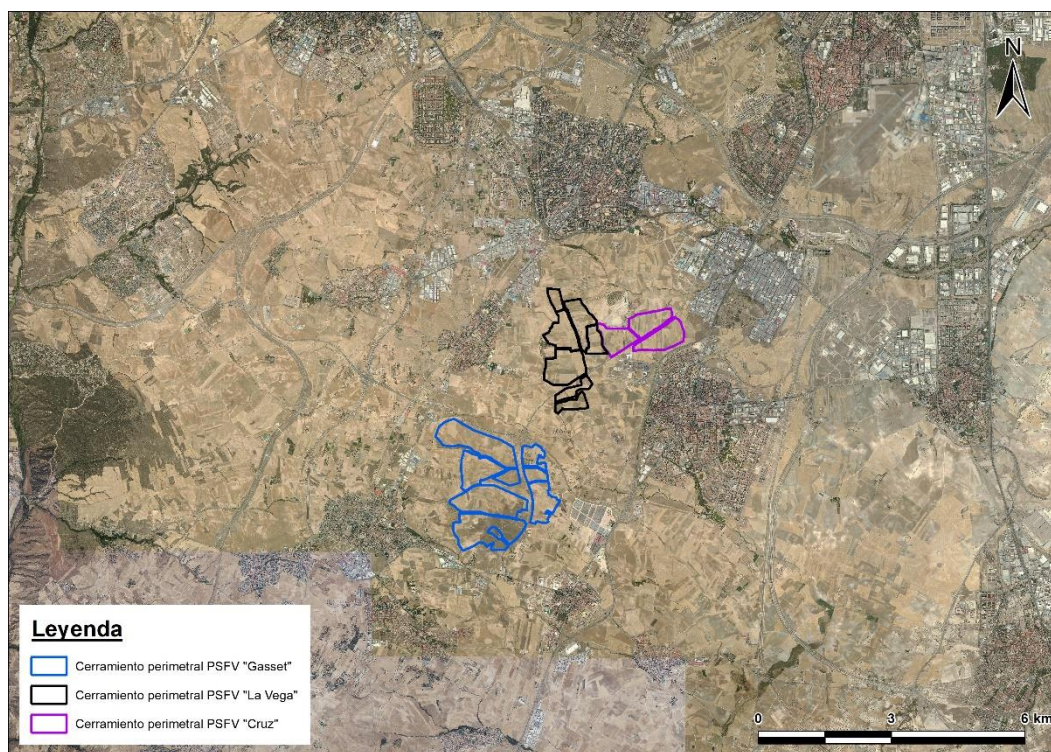 N
Leyenda
Cerramiento perimetral PSFV "Gasset"
Cerramiento perimetral PSFV "La Vega"
Cerramiento perimetral PSFV "Cruz"
0 3 6 km